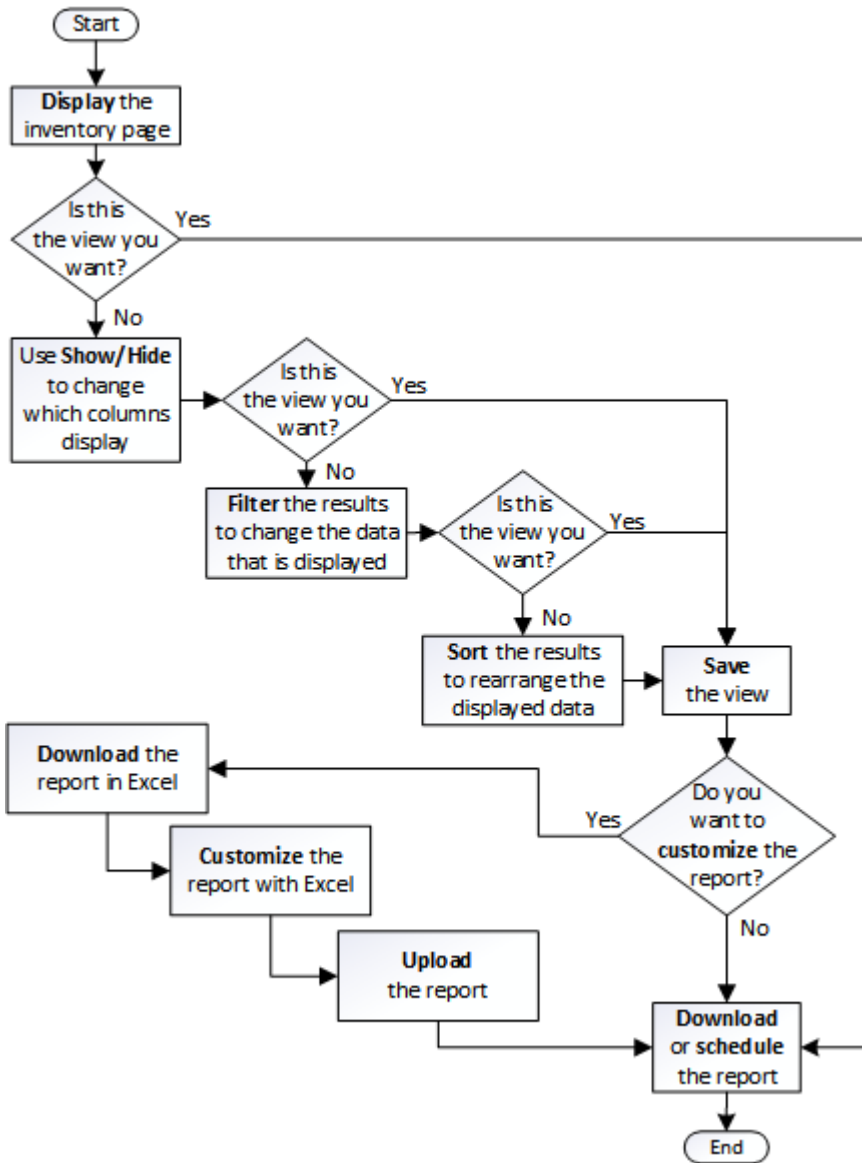 Start
Display the
inventory page
Is this
the view you
want?
Yes
No
Use Show/Hide
to change
which columns
display
Is this
the view you
want?
Yes
No
Filter the results
to change the data
that is displayed
Is this
the view you
want?
Yes
No
Sort the results
to rearrange the
displayed data
Save
the view
Do you
want to
customize the
report?
Yes
No
Download the
report in Excel
Customize the
report with Excel
Upload
the report
Download
or schedule
the report
End